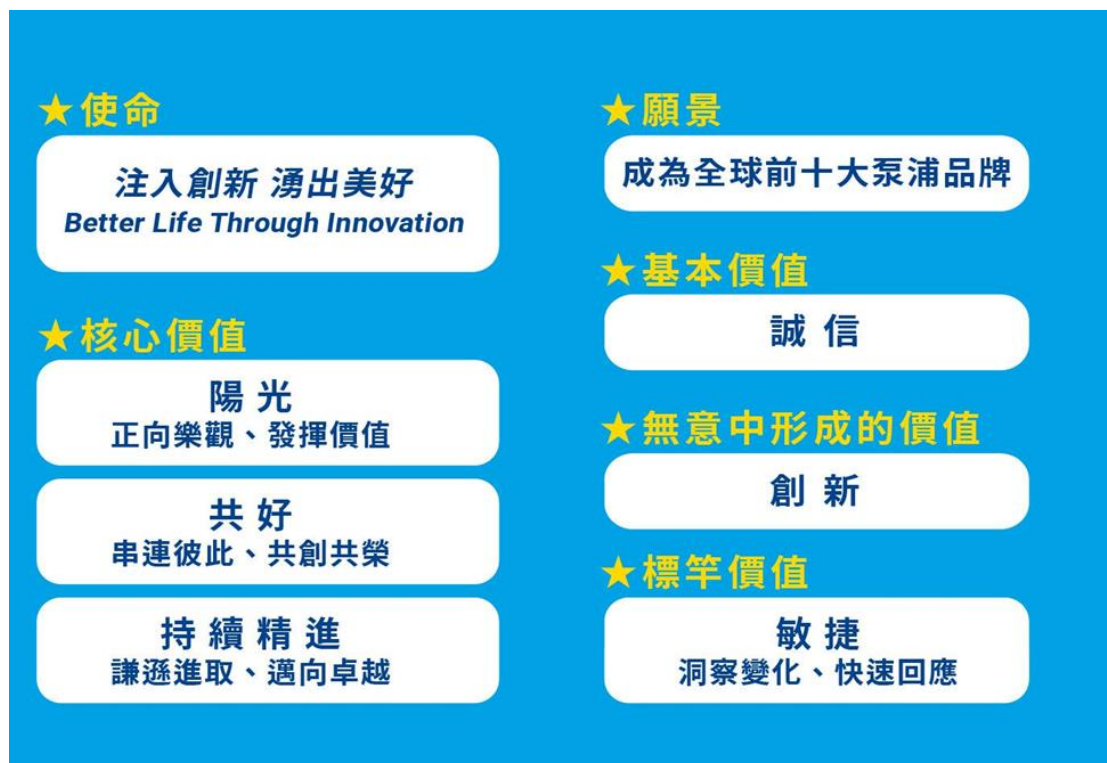 ★使命
注入創新 湧出美好
Better Life Through Innovation
★核心價值
陽光
正向樂觀、發揮價值
共好
串連彼此、共創共榮
持續精進
謙遜進取、邁向卓越
★願景
成為全球前十大泵浦品牌
★基本價值
誠信
★無意中形成的價值
創新
★標竿價值
敏捷
洞察變化、快速回應